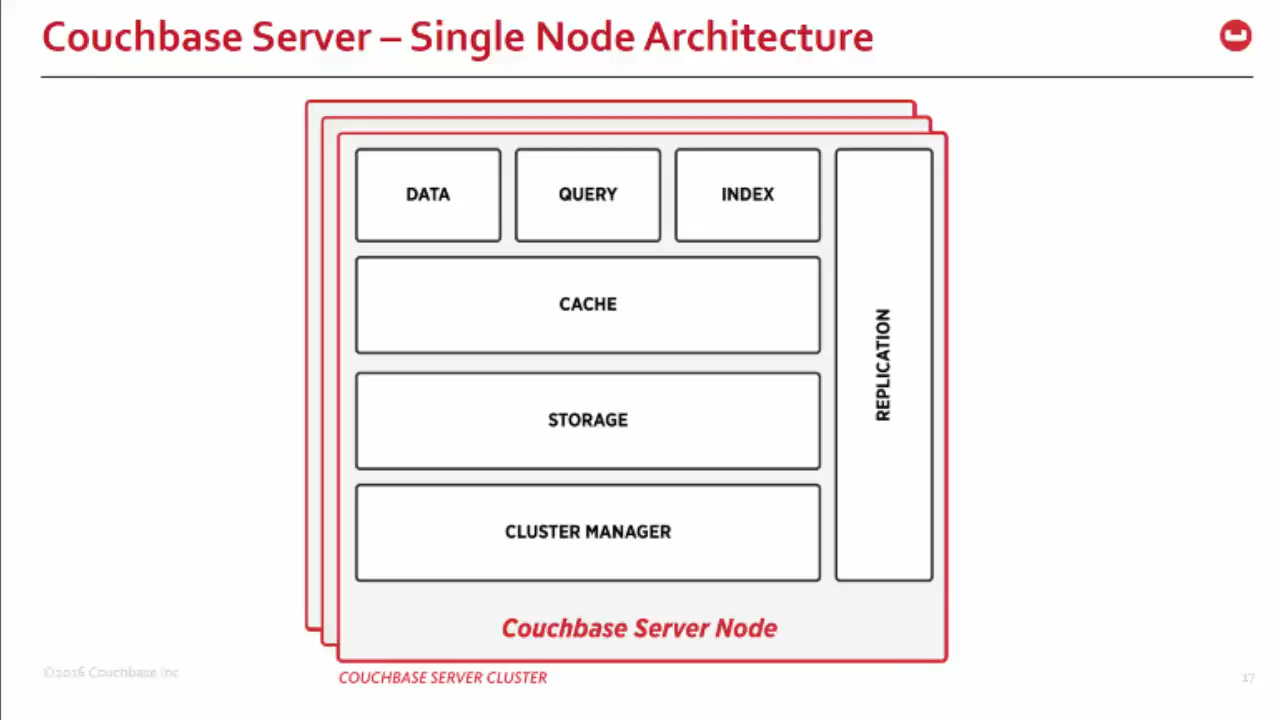 Couchbase Server – Single Node Architecture
DATA
QUERY
INDEX
CACHE
STORAGE
CLUSTER MANAGER
REPLICATION
Couchbase Server Node
COUCHBASE SERVER CLUSTER
©2016 Couchbase Inc
17